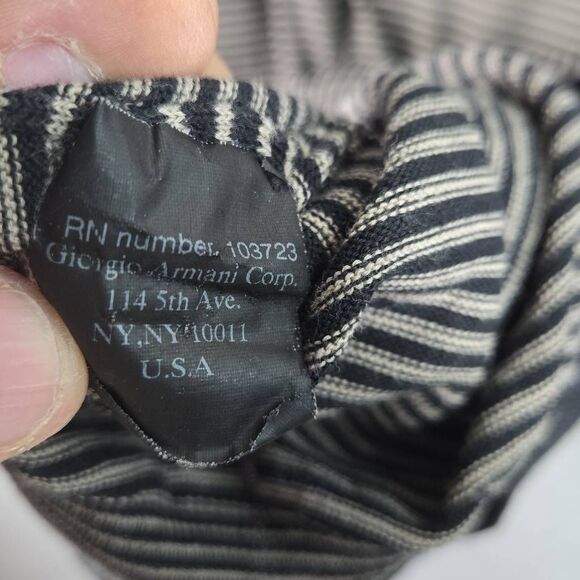 RN number. 103723
Giorgio Armani Corp.
114 5th Ave.
NY,NY 10011
U.S.A